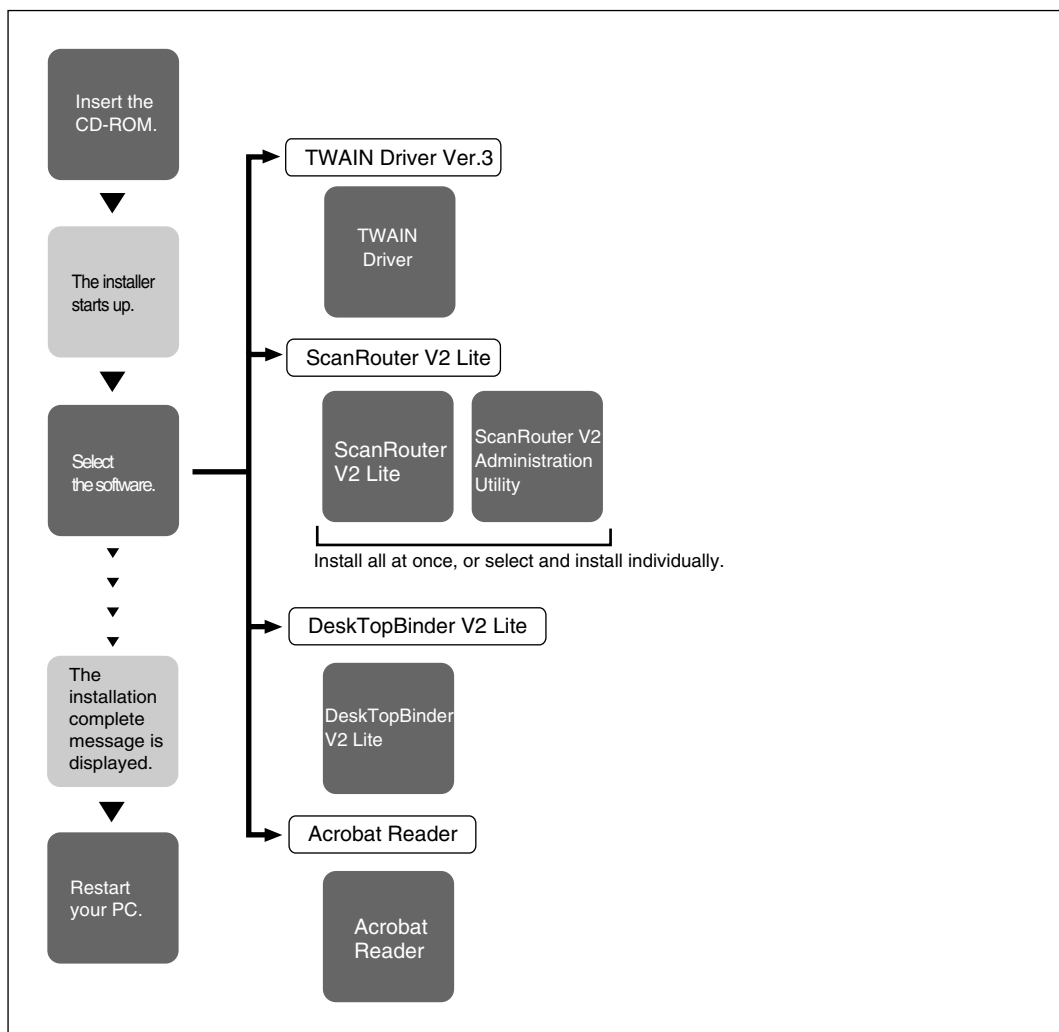 Insert the
CD-ROM.
The installer
starts up.
Select
the software.
The
installation
complete
message is
displayed.
Restart
your PC.
TWAIN Driver Ver.3
TWAIN
Driver
ScanRouter V2 Lite
ScanRouter
V2 Lite
ScanRouter V2
Administration
Utility
Install all at once, or select and install individually.
DeskTopBinder V2 Lite
DeskTopBinder
V2 Lite
Acrobat Reader
Acrobat
Reader